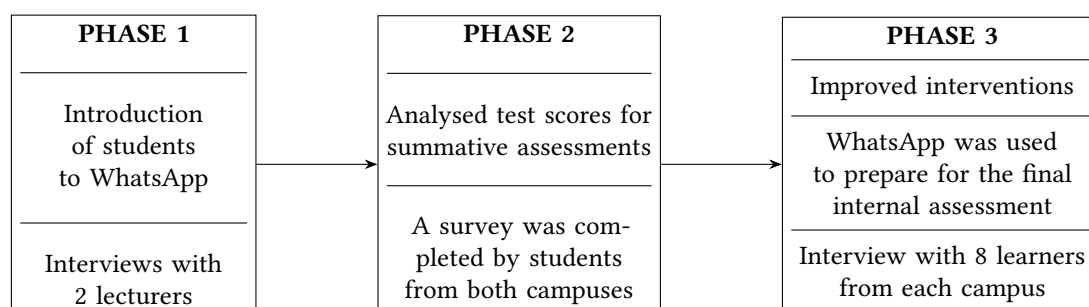 PHASE 1
Introduction
of students
to WhatsApp
Interviews with
2 lecturers
PHASE 2
Analysed test scores for
summative assessments
A survey was com-
pleted by students
from both campuses
PHASE 3
Improved interventions
WhatsApp was used
to prepare for the final
internal assessment
Interview with 8 learners
from each campus